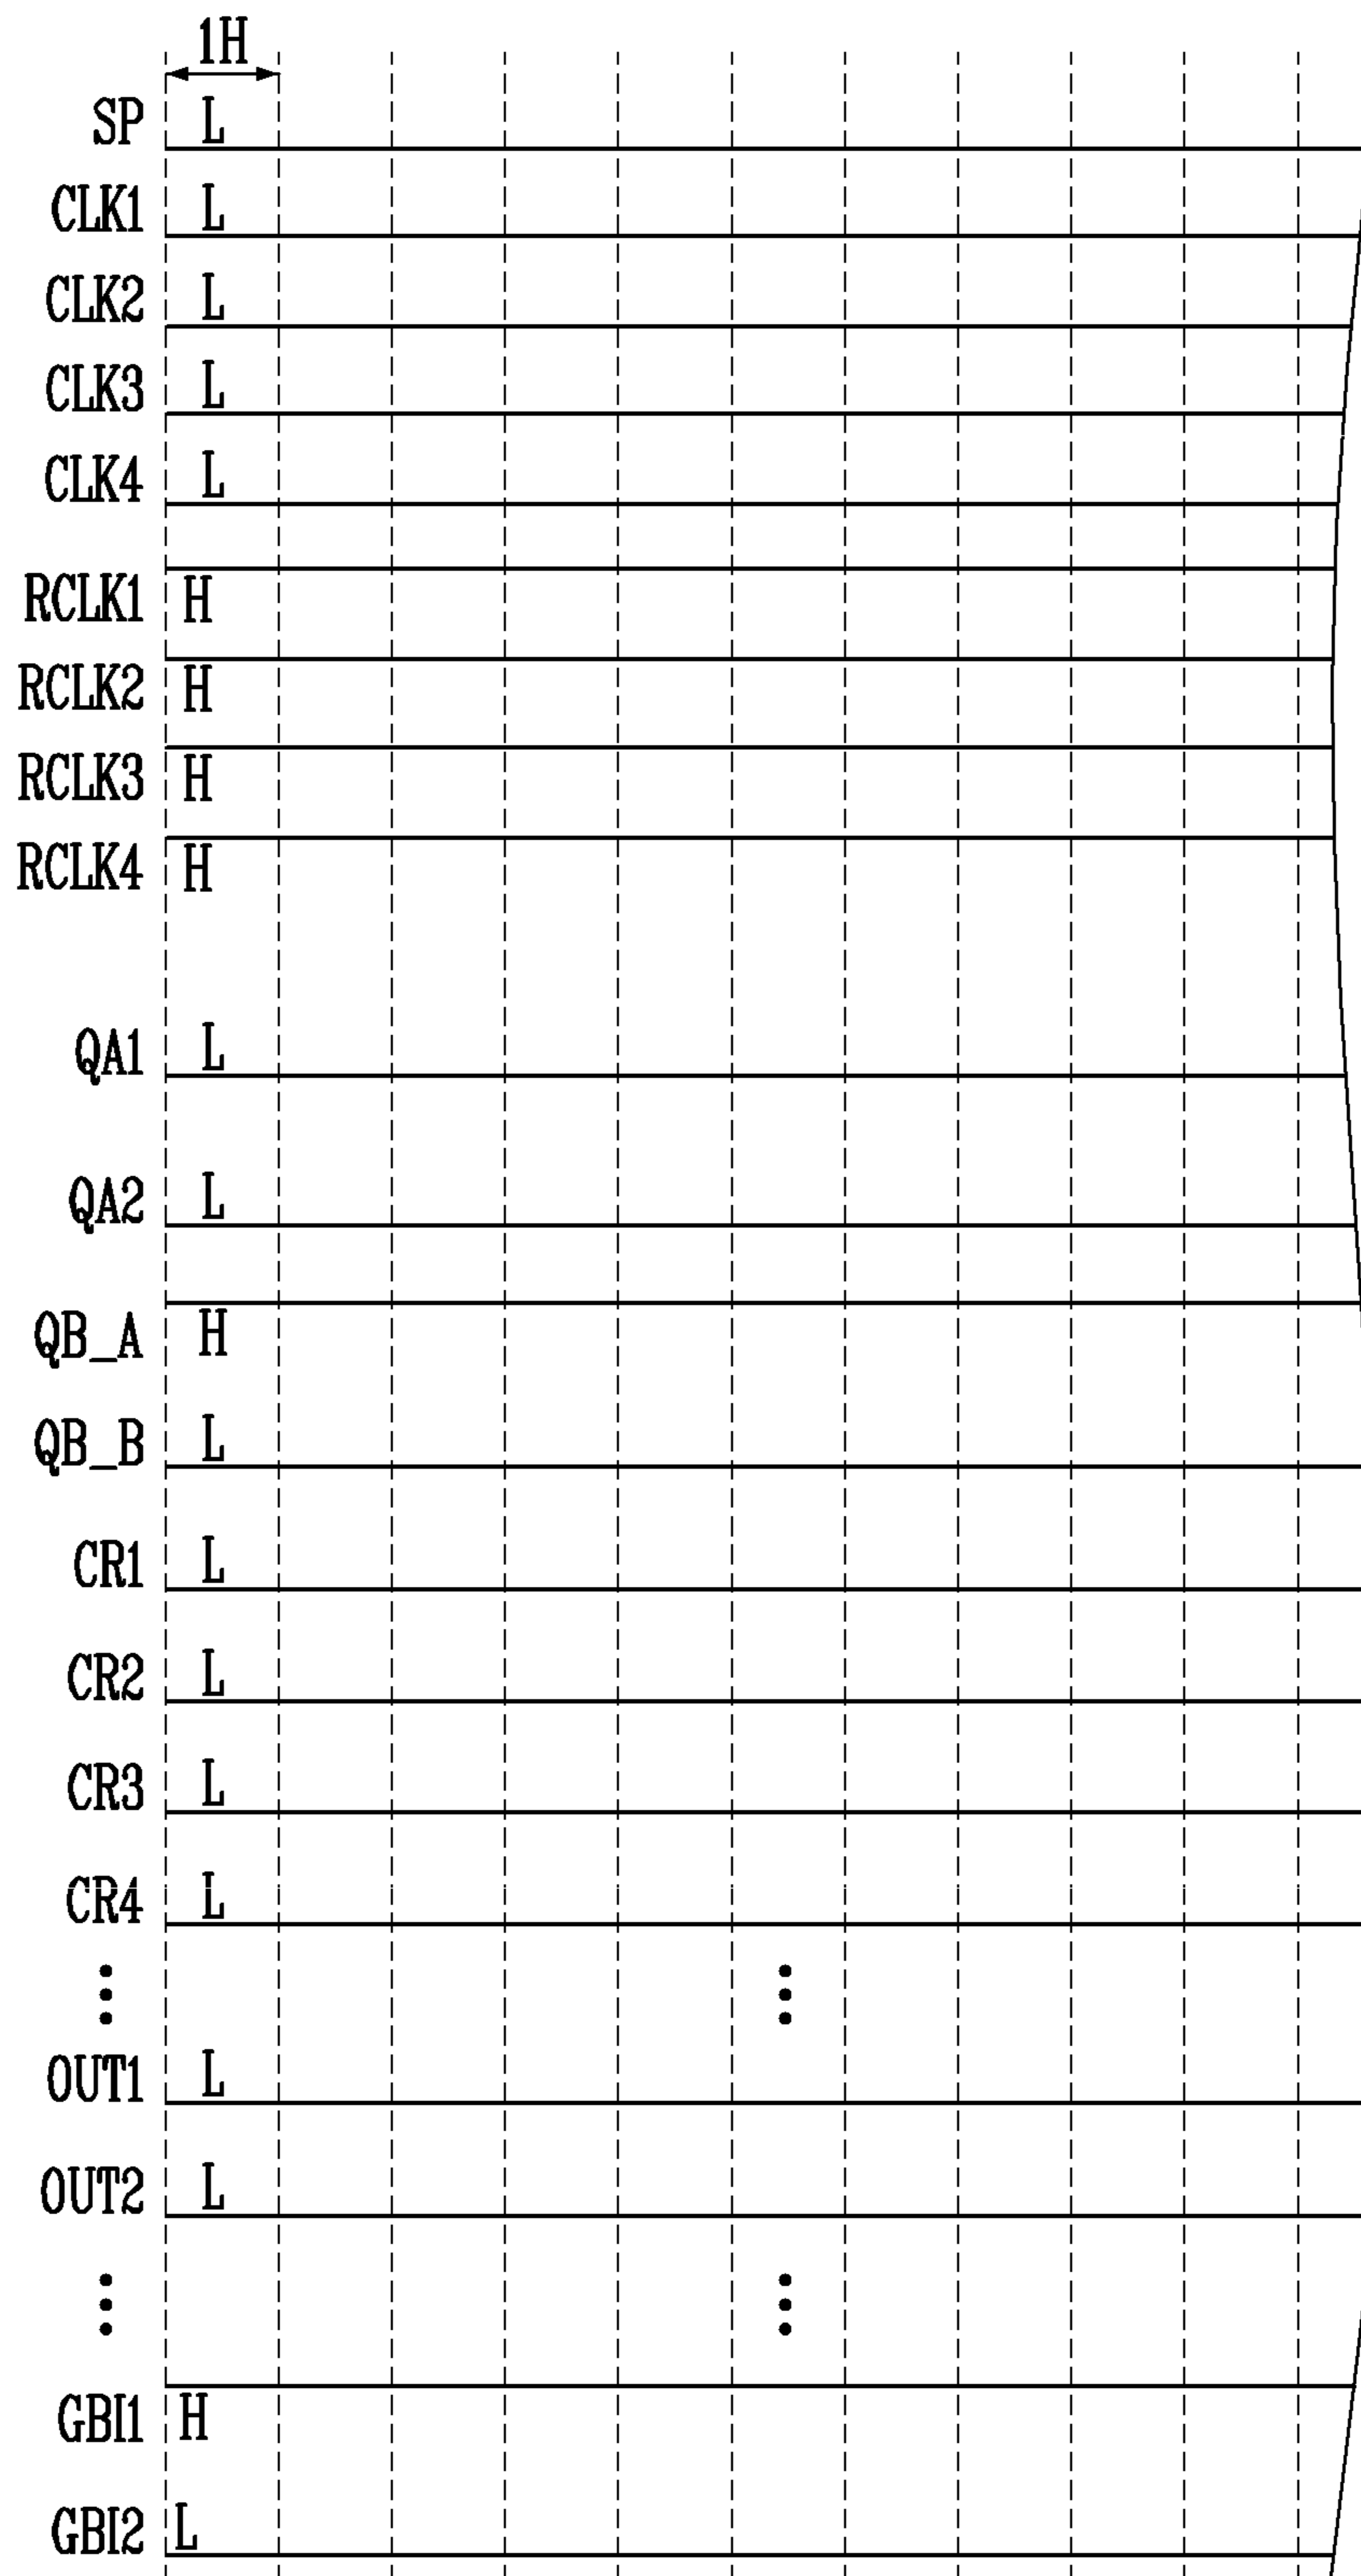 1H
SP L
CLK1 L
CLK2 L
CLK3 L
CLK4 L
RCLK1 H
RCLK2 H
RCLK3 H
RCLK4 H
QA1 L
QA2 L
QB_A H
QB_B L
CR1 L
CR2 L
CR3 L
CR4 L
OUT1 L
OUT2 L
GBI1 H
GBI2 L